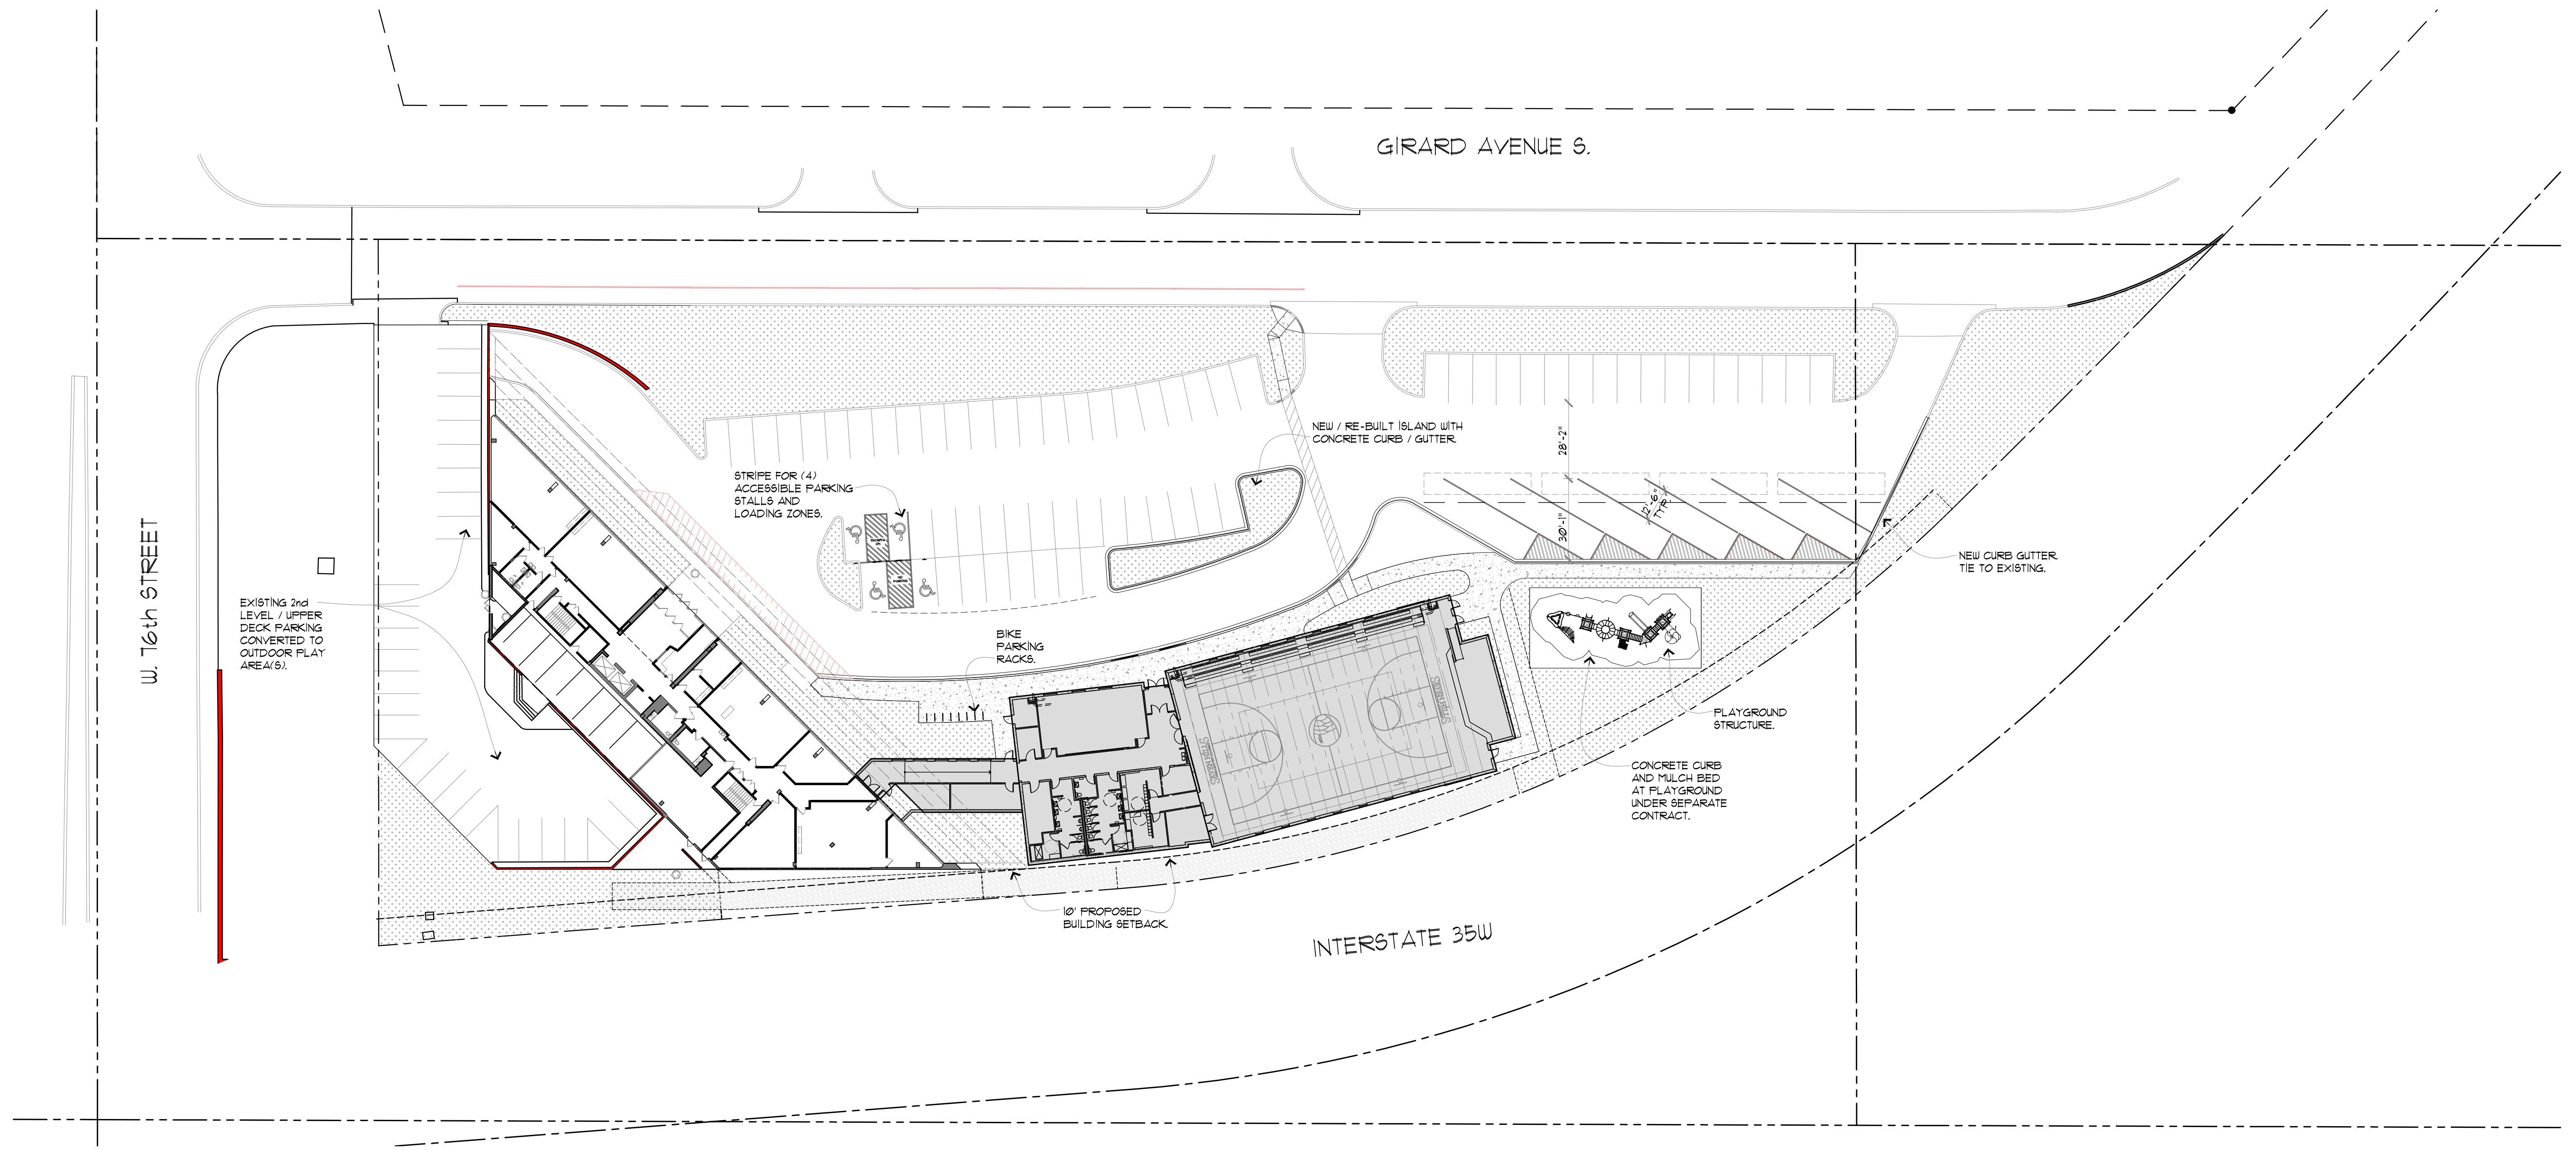 GIRARD AVENUE S.
W. 76th STREET
NEW / RE-BUILT ISLAND WITH
CONCRETE CURB / GUTTER.
STRIPE FOR (4)
ACCESSIBLE PARKING
STALLS AND
LOADING ZONES.
28'-2"
30'-1"
12'-6"
TYP.
NEW CURB GUTTER
TIE TO EXISTING.
EXISTING 2nd
LEVEL / UPPER
DECK PARKING
CONVERTED TO
OUTDOOR PLAY
AREA(S).
NO
PARKING
BIKE
PARKING
RACKS.
PLAYGROUND
STRUCTURE.
CONCRETE CURB
AND MULCH BED
AT PLAYGROUND
UNDER SEPARATE
CONTRACT.
10' PROPOSED
BUILDING SETBACK.
INTERSTATE 35W